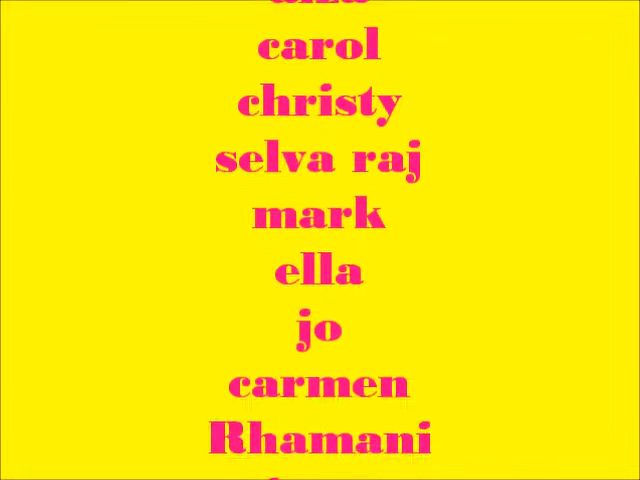 carol
christy
selva raj
mark
ella
jo
carmen
Rhamani